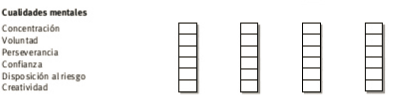 Cualidades mentales
Concentración
Voluntad
Perseverancia
Confianza
Disposición al riesgo
Creatividad